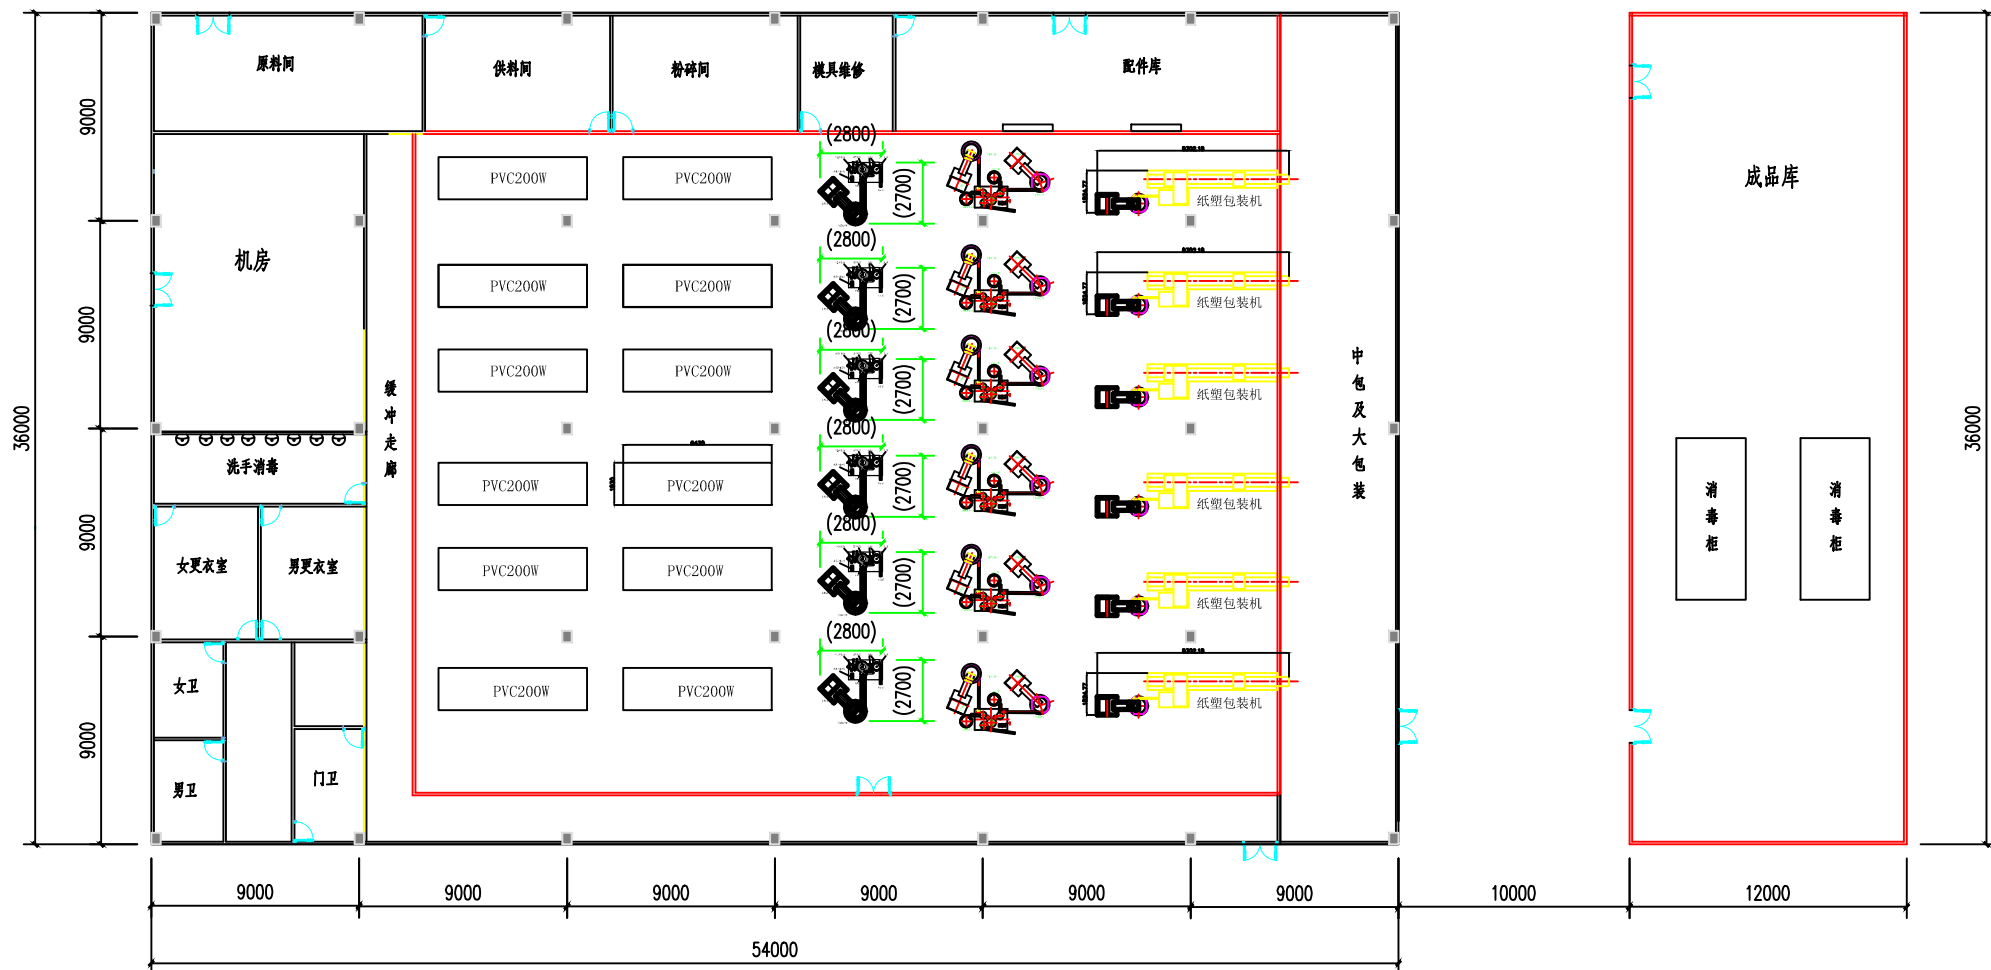 原料间
供料间
粉碎间
模具维修
配件库
成品库
机房
缓冲走廊
洗手消毒
女更衣室
男更衣室
女卫
男卫
门卫
中包及大包装
消毒柜
消毒柜
PVC200W
PVC200W
(2800)
(2700)
纸塑包装机
PVC200W
PVC200W
(2800)
(2700)
纸塑包装机
PVC200W
PVC200W
(2800)
(2700)
纸塑包装机
PVC200W
PVC200W
(2800)
(2700)
纸塑包装机
PVC200W
PVC200W
(2800)
(2700)
纸塑包装机
PVC200W
PVC200W
(2800)
(2700)
纸塑包装机
36000
9000
9000
9000
9000
36000
9000
9000
9000
9000
9000
9000
10000
12000
54000